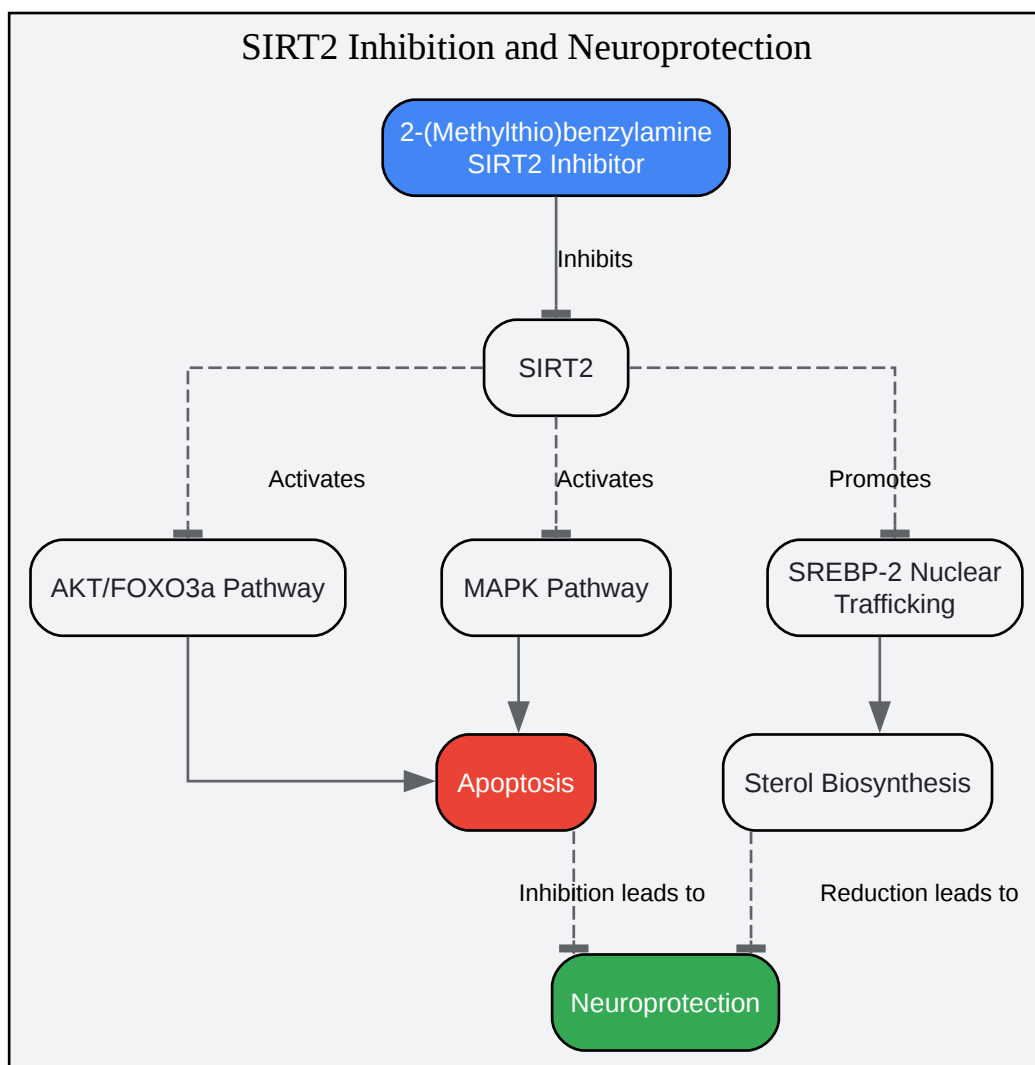 SIRT2 Inhibition and Neuroprotection
2-(Methylthio)benzylamine
SIRT2 Inhibitor
Inhibits
SIRT2
Activates
Activates
Promotes
AKT/FOXO3a Pathway
MAPK Pathway
SREBP-2 Nuclear
Trafficking
Apoptosis
Sterol Biosynthesis
Inhibition leads to
Reduction leads to
Neuroprotection